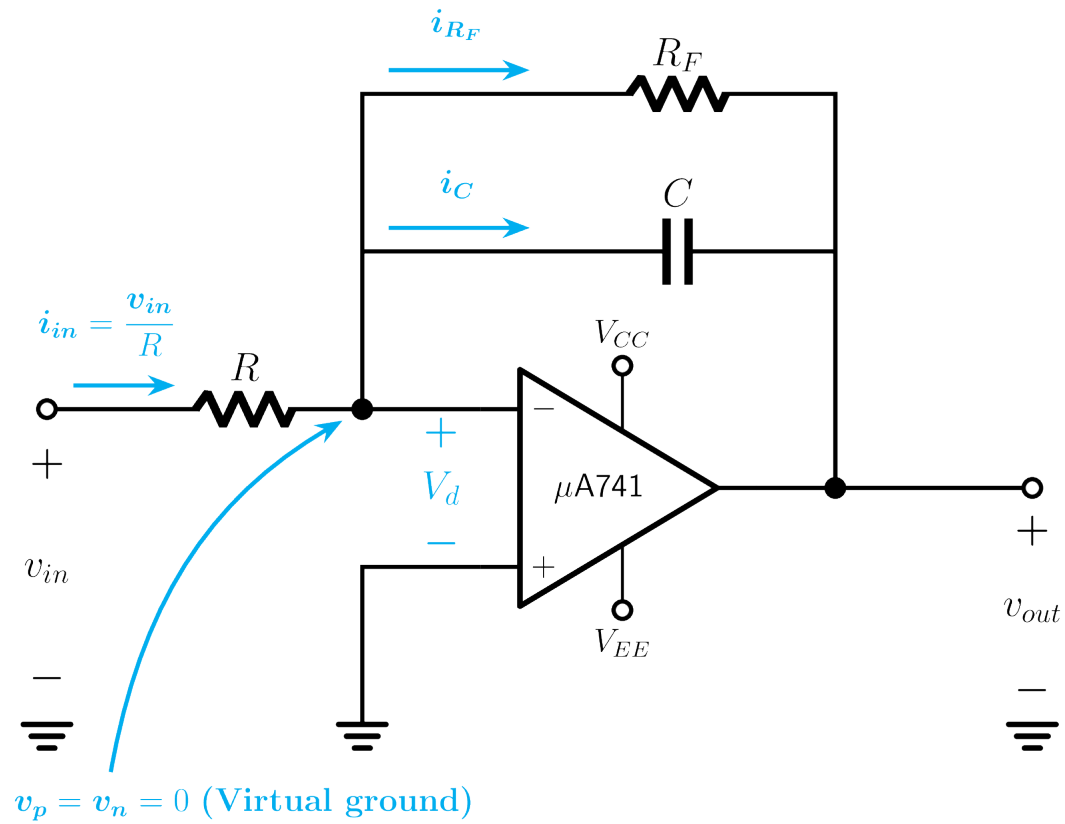 i_{R_F}
R_F
i_C
C
i_{in} = \frac{v_{in}}{R}
R
V_{CC}
+
−
+
V_d
μA741
−
+
+
+
v_{in}
v_{out}
V_{EE}
−
−
v_p = v_n = 0 (Virtual ground)